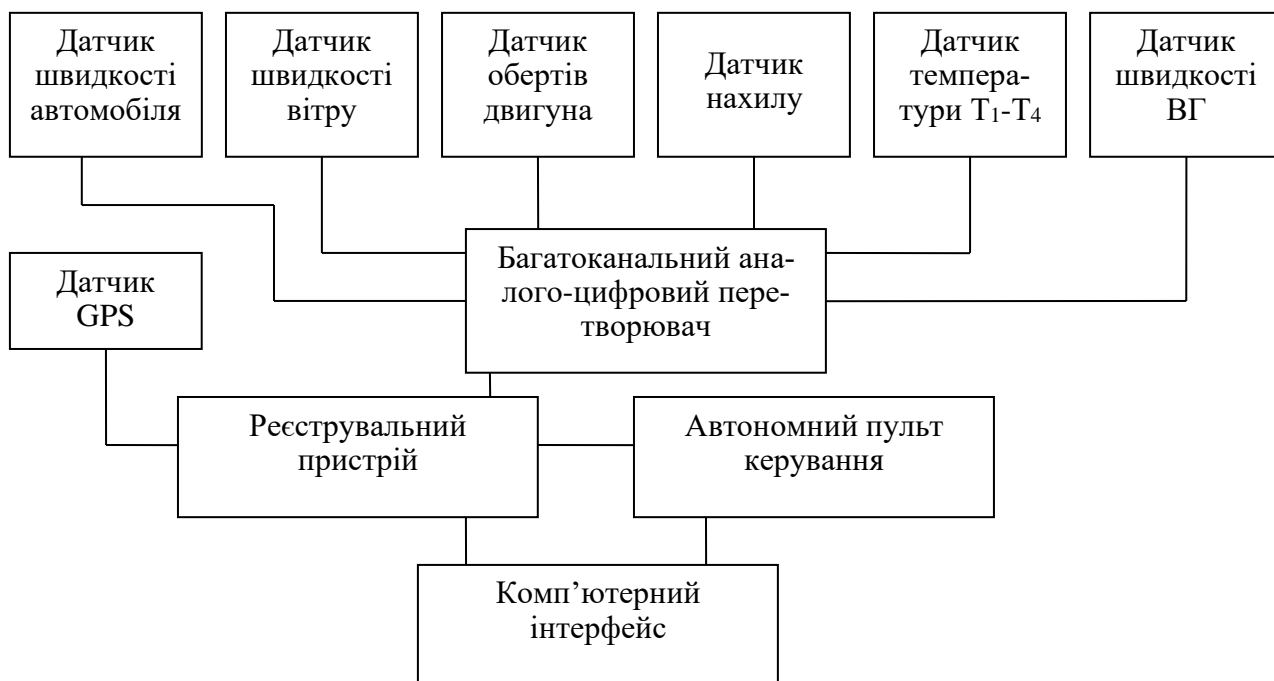 Датчик
швидкості
автомобіля
Датчик
швидкості
вітру
Датчик
обертів
двигуна
Датчик
нахилу
Датчик
темпера-
тури T₁-T₄
Датчик
швидкості
ВГ
Датчик
GPS
Багатоканальний ана-
лого-цифровий пере-
творювач
Реєструвальний
пристрій
Автономний пульт
керування
Комп’ютерний
інтерфейс